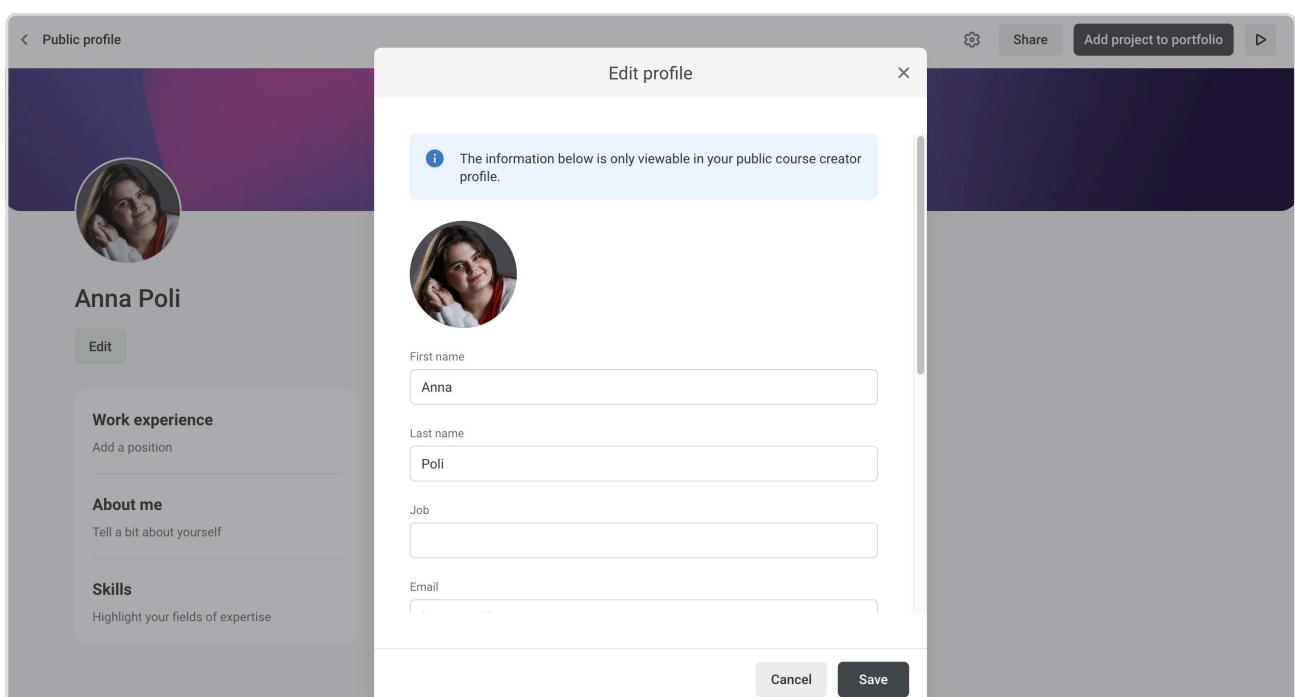 Public profile
Share
Add project to portfolio
Edit profile
The information below is only viewable in your public course creator
profile.
Anna Poli
Edit
Work experience
Add a position
About me
Tell a bit about yourself
Skills
Highlight your fields of expertise
First name
Anna
Last name
Poli
Job
Email
Cancel
Save